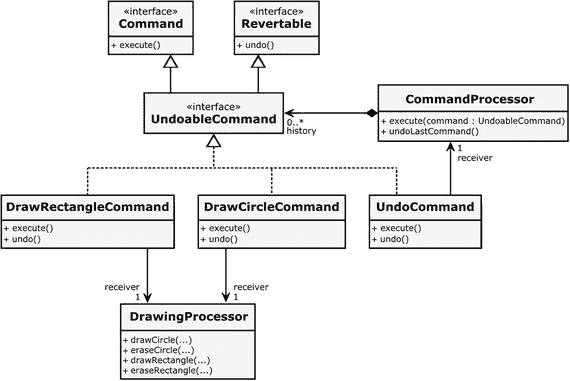 «interface»
Command
+ execute()
«interface»
Revertable
+ undo()
«interface»
UndoableCommand
0..*
history
CommandProcessor
+ execute(command : UndoableCommand)
+ undoLastCommand()
1
receiver
DrawRectangleCommand
+ execute()
+ undo()
DrawCircleCommand
+ execute()
+ undo()
UndoCommand
+ execute()
+ undo()
receiver
1
receiver
1
DrawingProcessor
+ drawCircle(...)
+ eraseCircle(...)
+ drawRectangle(...)
+ eraseRectangle(...)